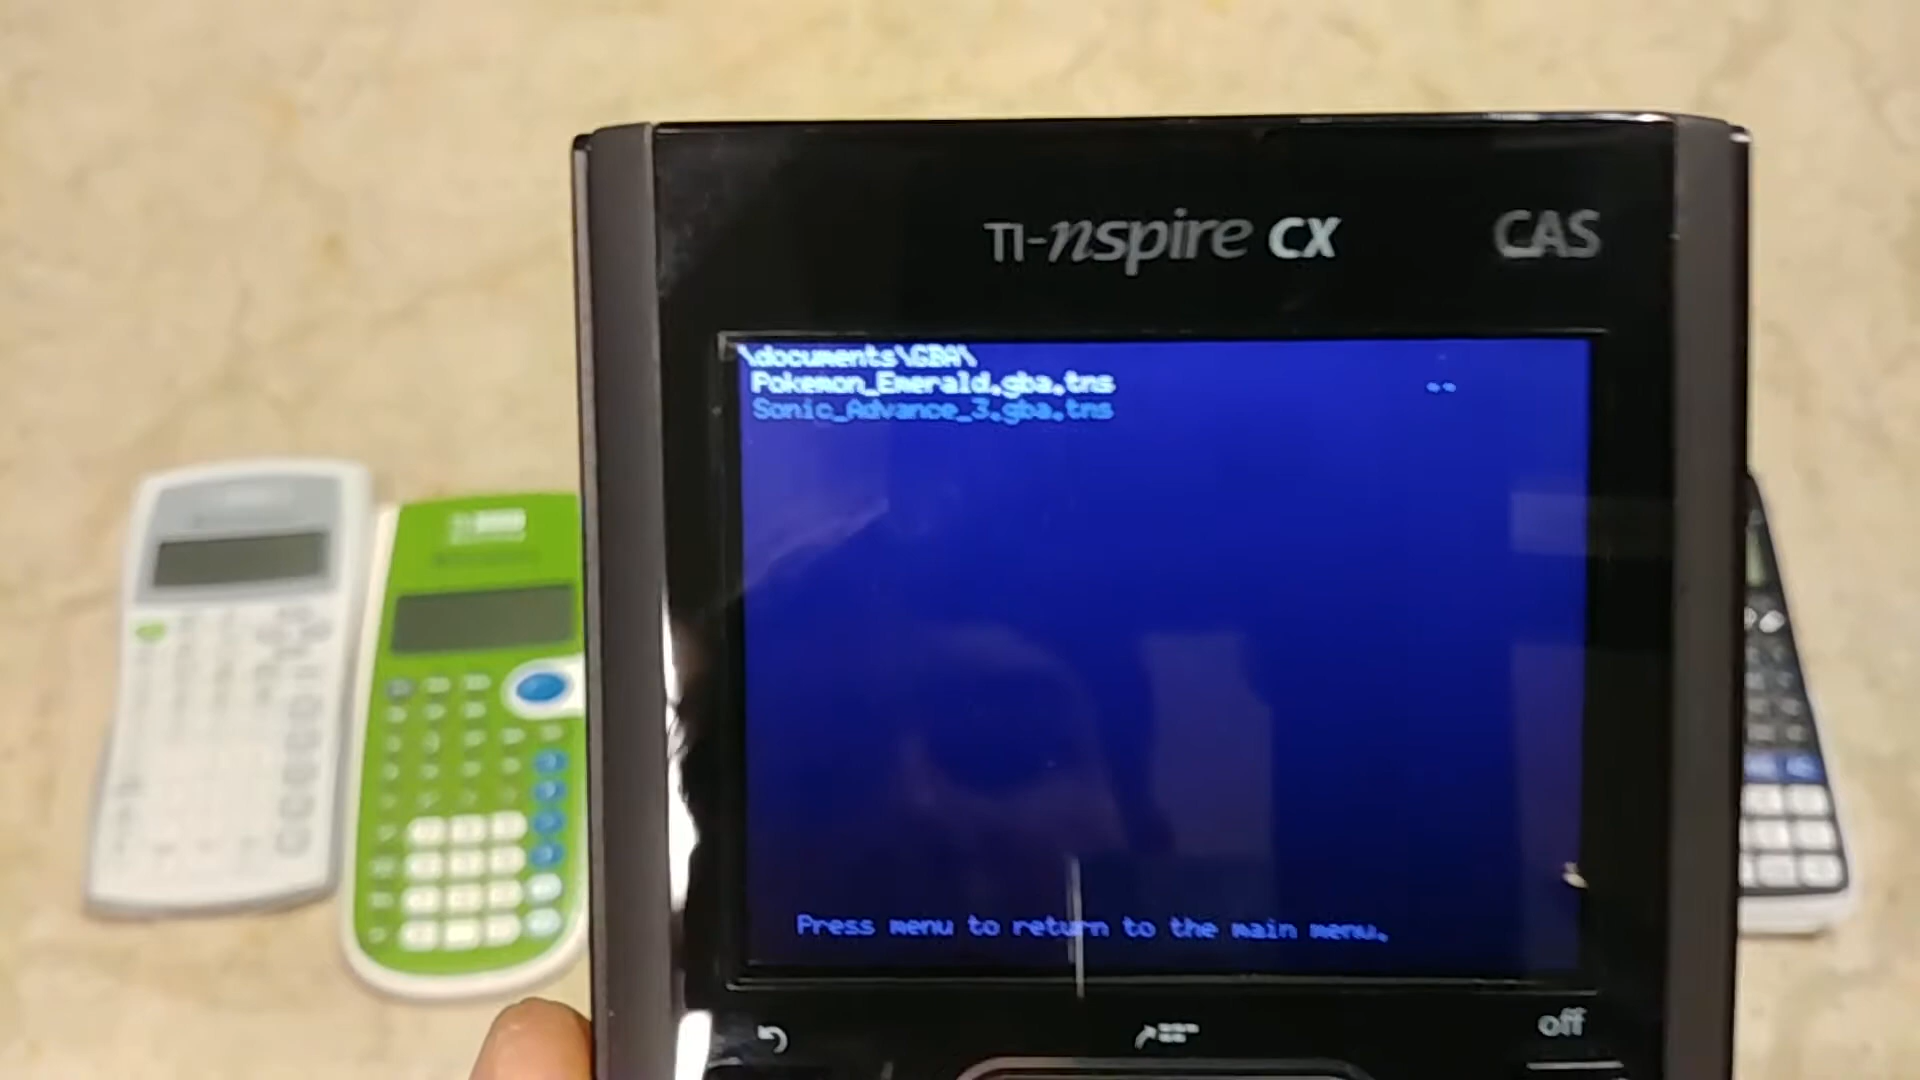 TI-nspire CX CAS
\documents\GBA\
Pokemon_Emerald.gba.tns ..
Sonic_Advance_3.gba.tns
Press menu to return to the main menu.
off